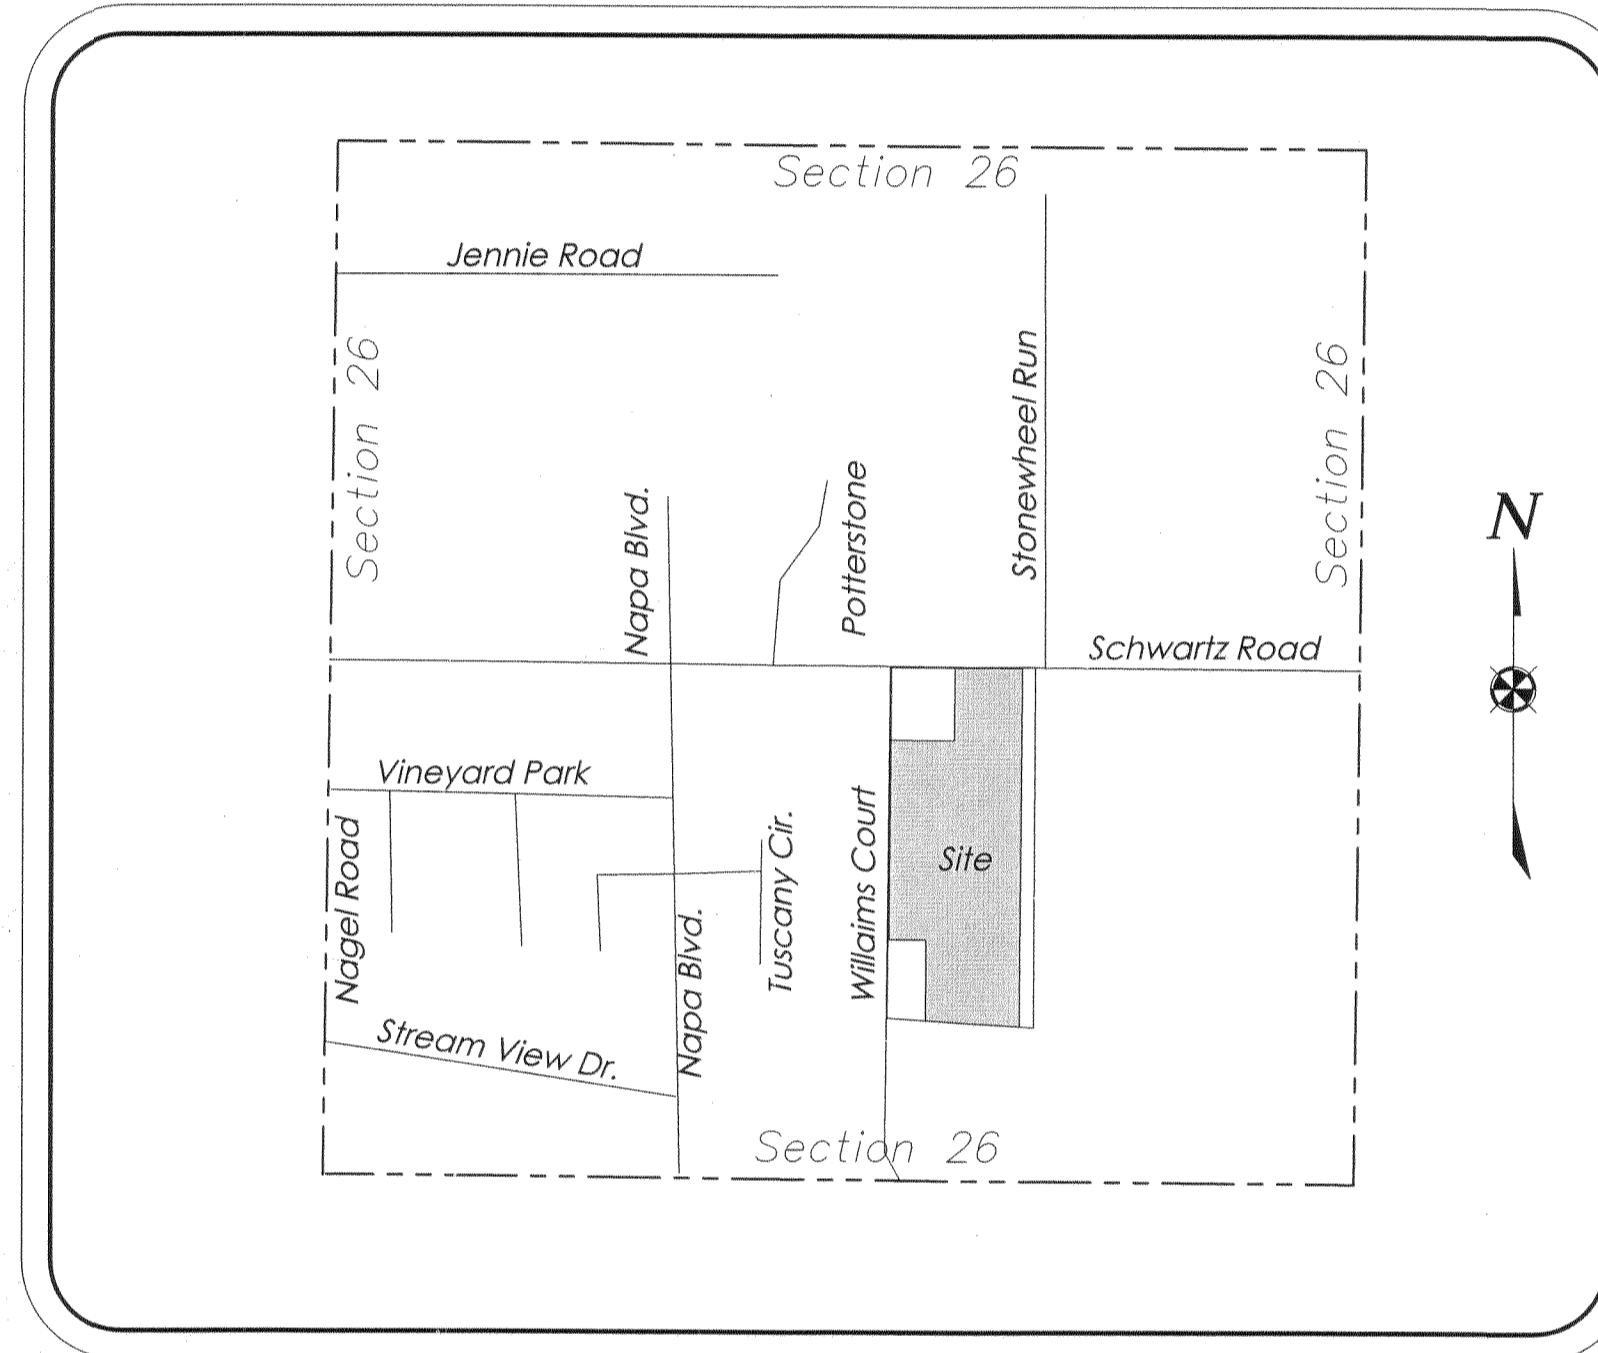 Section 26
Jennie Road
Section 26
Stonewheel Run
Section 26
Napa Blvd.
Potterstone
N
Schwartz Road
Vineyard Park
Nagel Road
Tuscany Cir.
Willaims Court
Site
Napa Blvd.
Stream View Dr.
Section 26